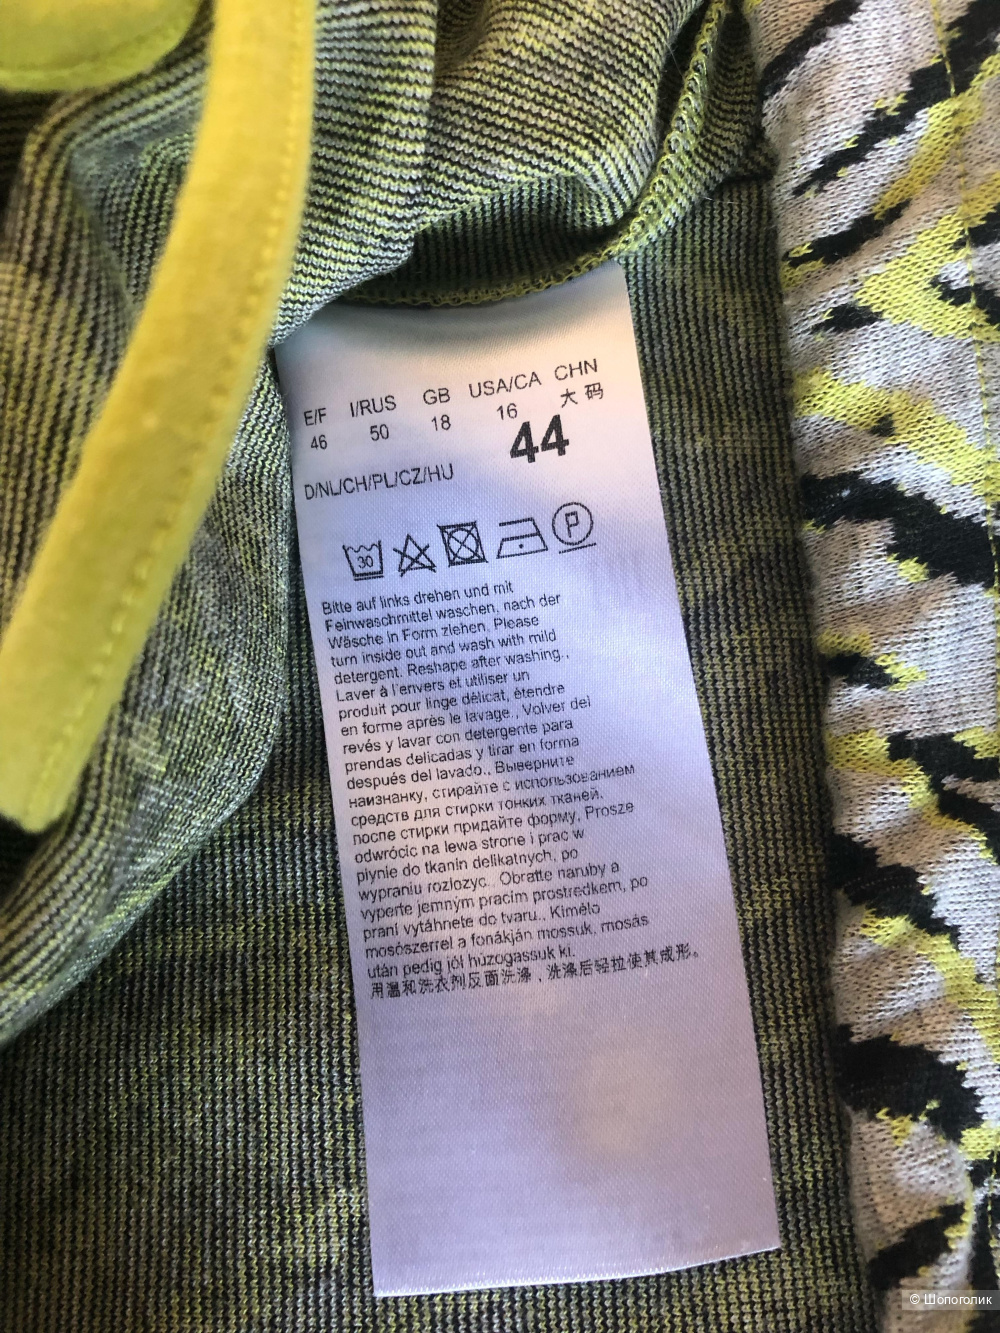 E/F I/RUS GB USA/CA CHN
46 50 18 16 大码
D/NL/CH/PL/CZ/HU 44
30 P
Bitte auf links drehen und mit
Feinwaschmittel waschen, nach der
Wäsche in Form ziehen. Please
turn inside out and wash with mild
detergent. Reshape after washing.,
Laver à l'envers et utiliser un
produit pour linge délicat, étendre
en forme après le lavage., Volver del
revés y lavar con detergente para
prendas delicadas y tirar en forma
después del lavado., Выверните
наизнанку, стирайте с использованием
средств для стирки тонких тканей,
после стирки придайте форму, Prosze
odwrócic na lewa strone i prac w
plynie do tkanin delikatnych, po
wypraniu rozlozyc., Obratte naruby a
vyperte jemným pracím prostredkem, po
praní vytáhnete do tvaru., Kímélo
mosószerrel a fonákján mossuk, mosás
után pedig jól húzogassuk ki.
用温和洗衣剂反面洗涤，洗涤后轻拉使其成形。
© Шопоголик